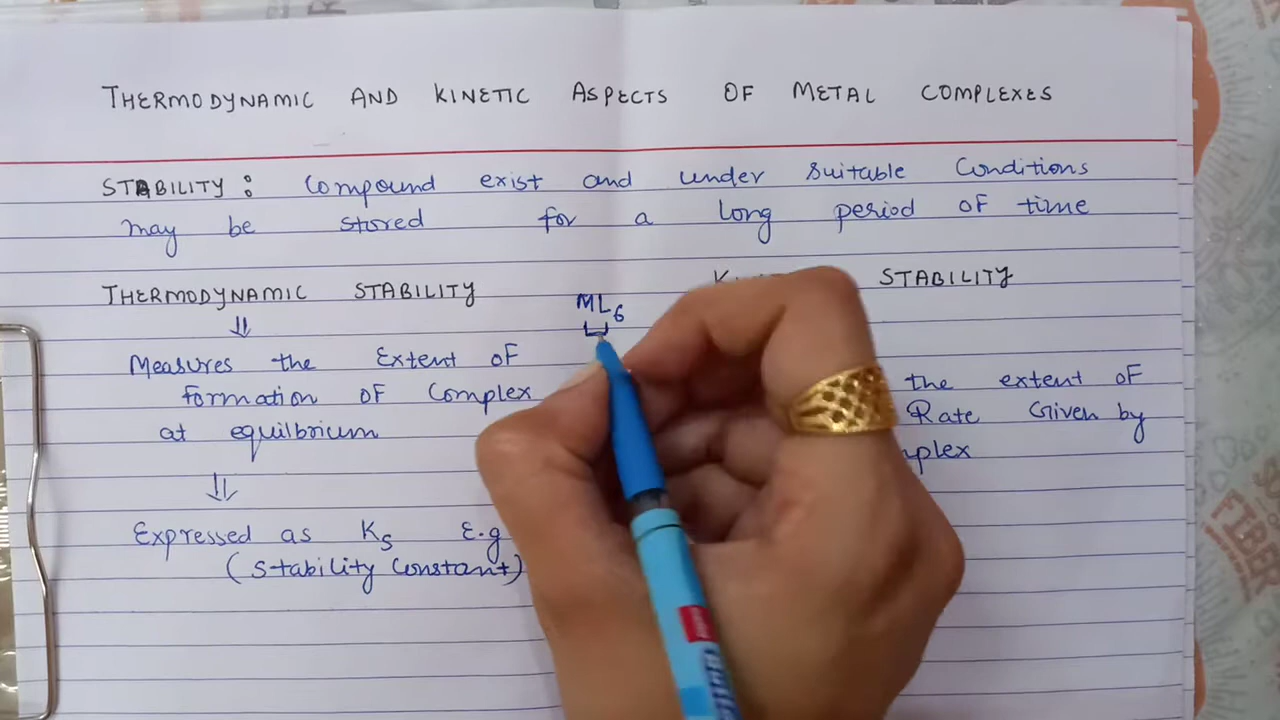 THERMODYNAMIC AND KINETIC ASPECTS OF METAL COMPLEXES
STABILITY : Compound exist and under suitable Conditions
may be stored for a long period of time
THERMODYNAMIC STABILITY
STABILITY
⇓
ML6
Measures the Extent of
formation of Complex
at equilbrium
⇓
Expressed as Ks E.g
(Stability Constant)
the extent of
Rate Given by
FIBER